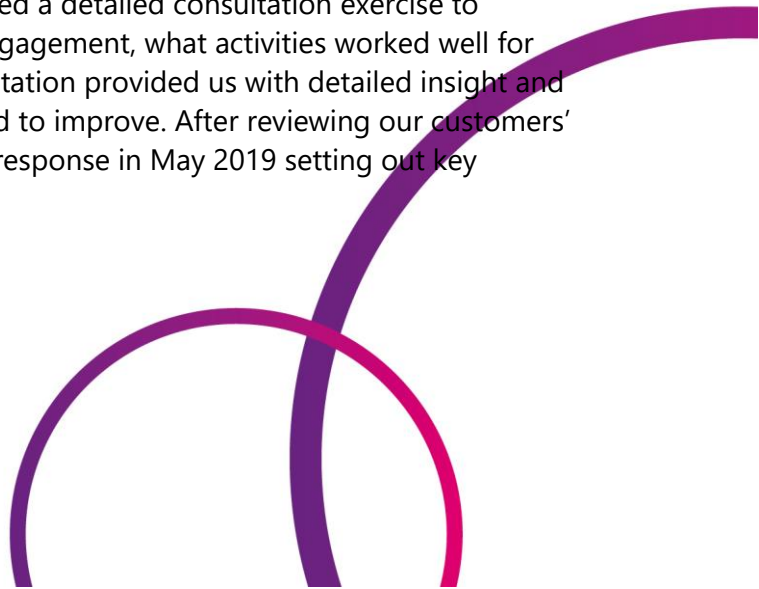 ed a detailed consultation exercise to
gagement, what activities worked well for
tation provided us with detailed insight and
d to improve. After reviewing our customers’
response in May 2019 setting out key